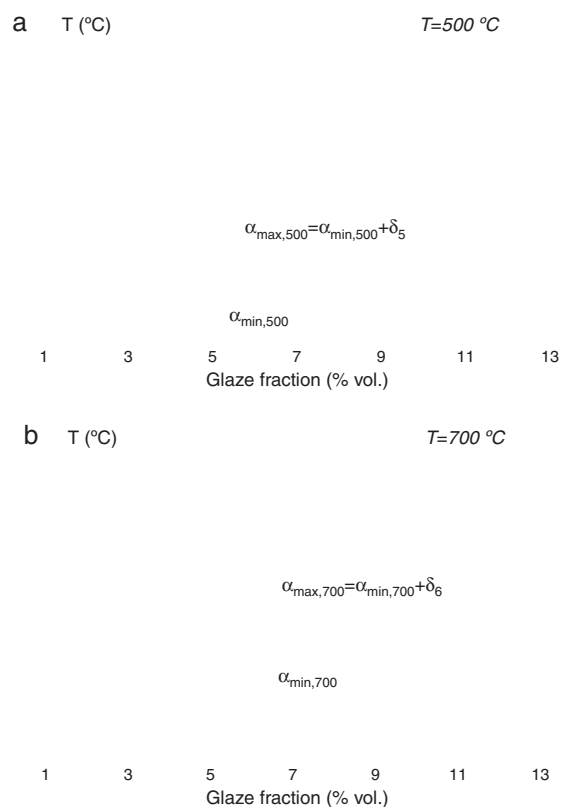 a T (ºC) T=500 ºC
αmax,500=αmin,500+δ5
αmin,500
1 3 5 7 9 11 13
Glaze fraction (% vol.)
b T (ºC) T=700 ºC
αmax,700=αmin,700+δ6
αmin,700
1 3 5 7 9 11 13
Glaze fraction (% vol.)